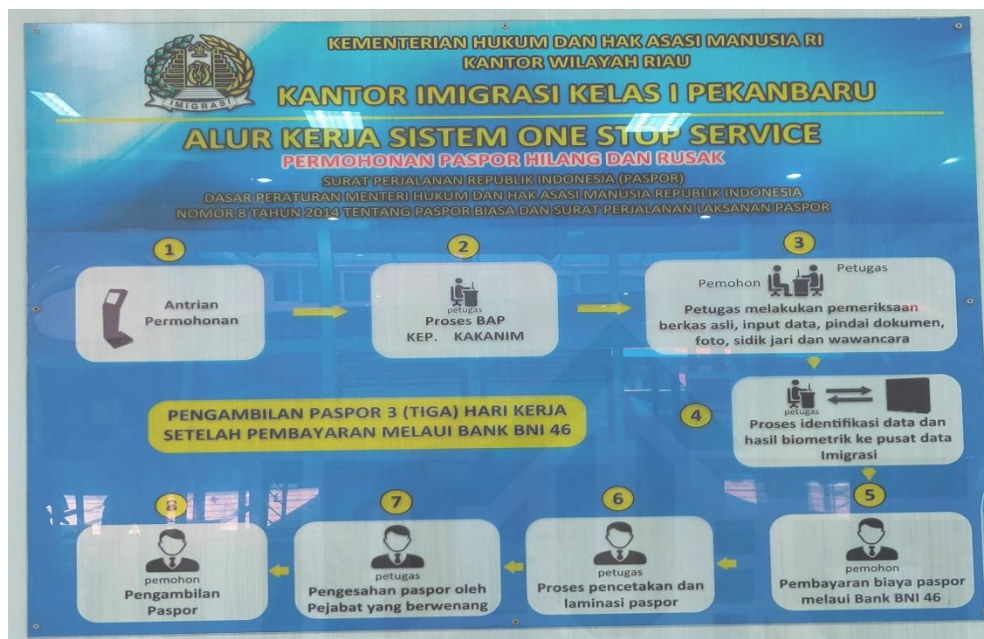 KEMENTERIAN HUKUM DAN HAK ASASI MANUSIA RI
KANTOR WILAYAH RIAU
KANTOR IMIGRASI KELAS I PEKANBARU
IMIGRASI
ALUR KERJA SISTEM ONE STOP SERVICE
PERMOHONAN PASPOR HILANG DAN RUSAK
SURAT PERJALANAN REPUBLIK INDONESIA (PASPOR)
DASAR PERATURAN MENTERI HUKUM DAN HAK ASASI MANUSIA REPUBLIK INDONESIA
NOMOR 8 TAHUN 2014 TENTANG PASPOR BIASA DAN SURAT PERJALANAN LAKSANAN PASPOR
1
Antrian
Permohonan
2
petugas
Proses BAP
KEP. KAKANIM
3
Pemohon
Petugas
Petugas melakukan pemeriksaan
berkas asli, input data, pindai dokumen,
foto, sidik jari dan wawancara
4
petugas
Proses identifikasi data dan
hasil biometrik ke pusat data
Imigrasi
PENGAMBILAN PASPOR 3 (TIGA) HARI KERJA
SETELAH PEMBAYARAN MELAUI BANK BNI 46
5
pemohon
Pembayaran biaya paspor
melaui Bank BNI 46
6
petugas
Proses pencetakan dan
laminasi paspor
7
petugas
Pengesahan paspor oleh
Pejabat yang berwenang
8
pemohon
Pengambilan
Paspor